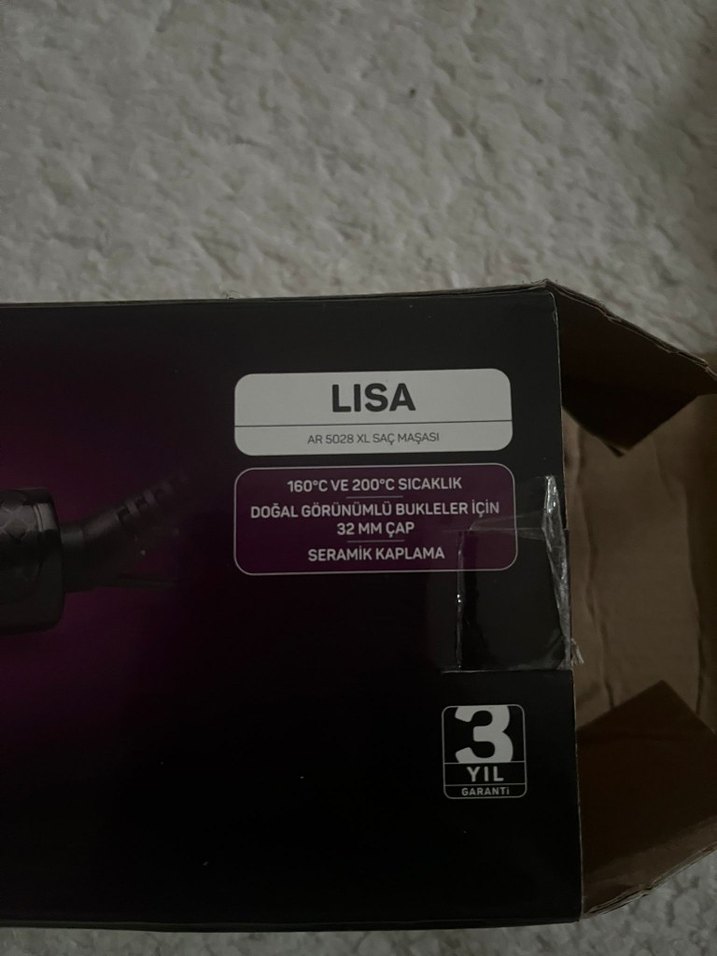 LISA
AR 5028 XL SAÇ MAŞASI
160°C VE 200°C SICAKLIK
DOĞAL GÖRÜNÜMLÜ BUKLELER İÇİN
32 MM ÇAP
SERAMİK KAPLAMA
3
YIL
GARANTİ